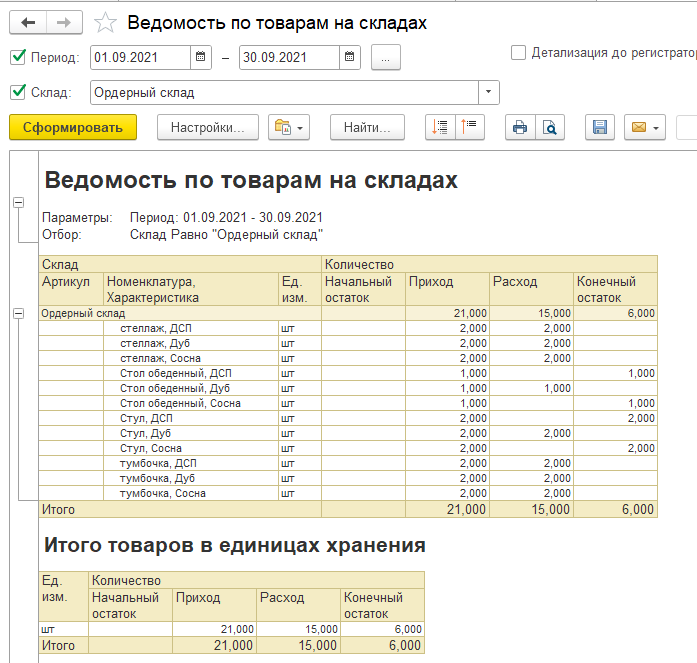 Ведомость по товарам на складах
Период: 01.09.2021 – 30.09.2021 ... Детализация до регистратор
Склад: Ордерный склад
Сформировать Настройки... Найти...
Ведомость по товарам на складах
Параметры: Период: 01.09.2021 - 30.09.2021
Отбор: Склад Равно "Ордерный склад"
Склад Количество
Артикул Номенклатура, Ед. Начальный Приход Расход Конечный
Характеристика изм. остаток остаток
Ордерный склад 21,000 15,000 6,000
стеллаж, ДСП шт 2,000 2,000
стеллаж, Дуб шт 2,000 2,000
стеллаж, Сосна шт 2,000 2,000
Стол обеденный, ДСП шт 1,000 1,000
Стол обеденный, Дуб шт 1,000 1,000
Стол обеденный, Сосна шт 1,000 1,000
Стул, ДСП шт 2,000 2,000
Стул, Дуб шт 2,000 2,000
Стул, Сосна шт 2,000 2,000
тумбочка, ДСП шт 2,000 2,000
тумбочка, Дуб шт 2,000 2,000
тумбочка, Сосна шт 2,000 2,000
Итого 21,000 15,000 6,000
Итого товаров в единицах хранения
Ед. Количество
изм. Начальный Приход Расход Конечный
остаток остаток
шт 21,000 15,000 6,000
Итого 21,000 15,000 6,000